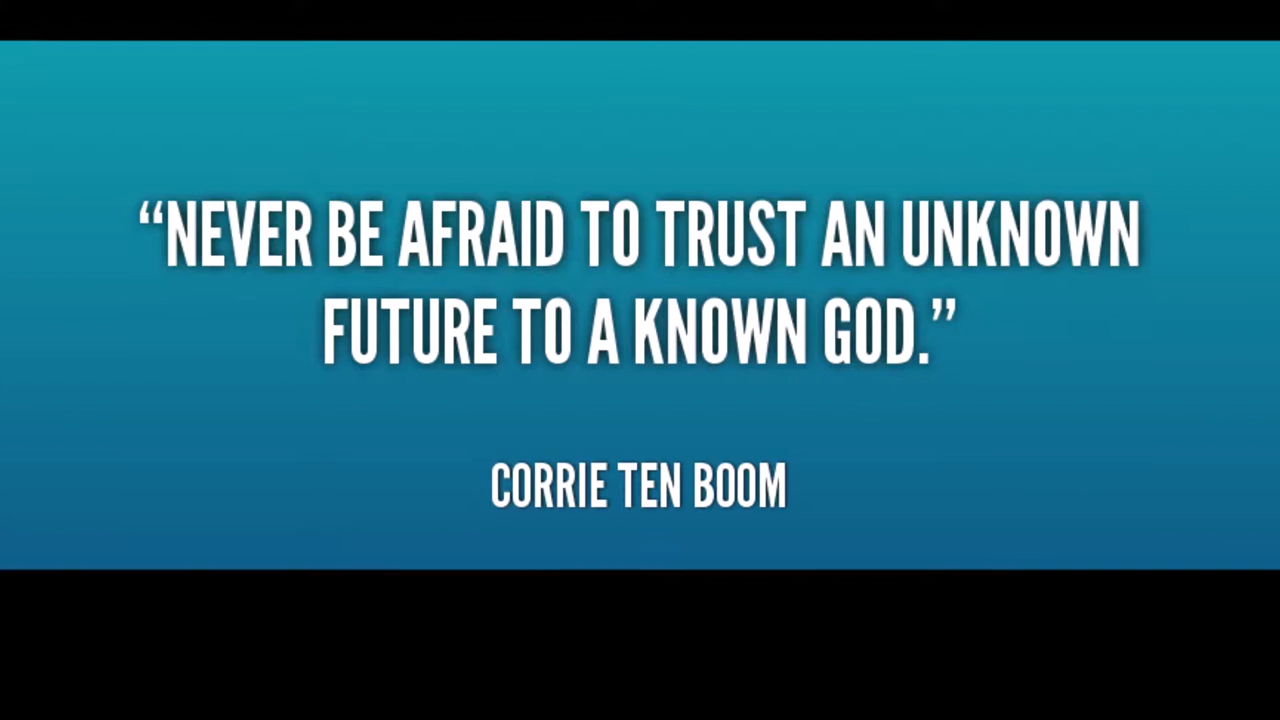 “NEVER BE AFRAID TO TRUST AN UNKNOWN
FUTURE TO A KNOWN GOD.”
CORRIE TEN BOOM